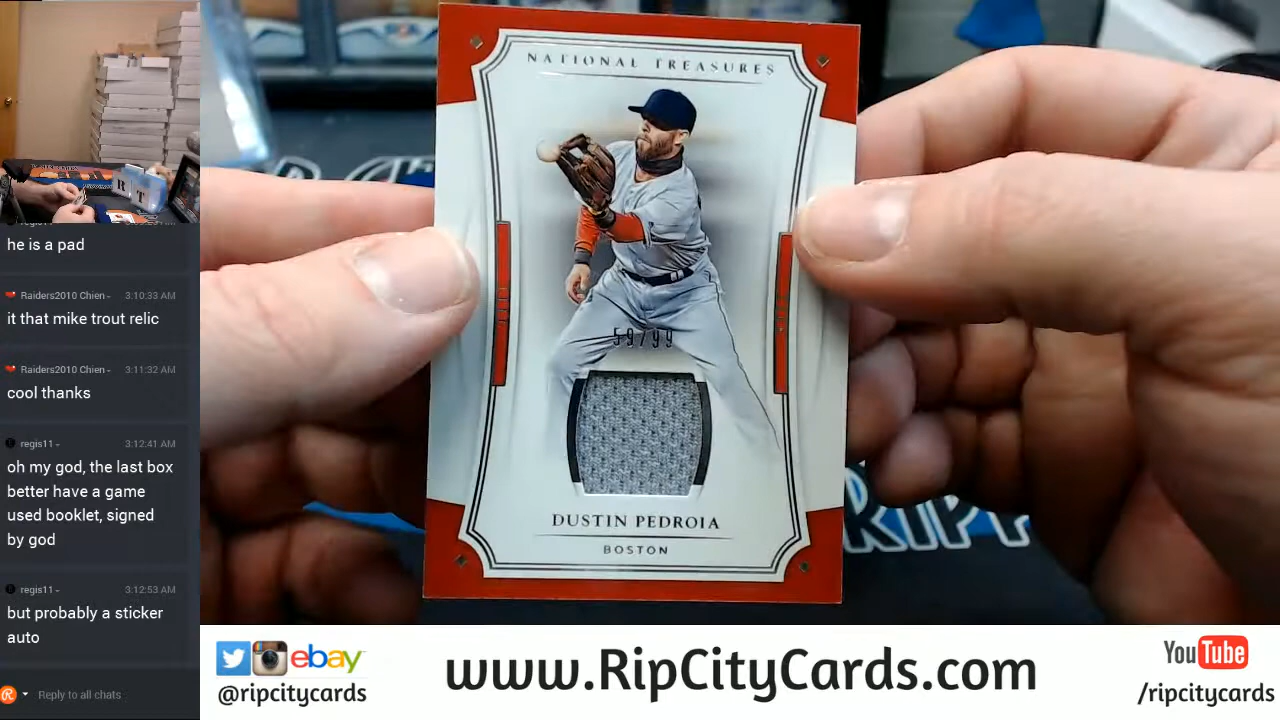 he is a pad
Raiders2010 Chien - 3:10:33 AM
it that mike trout relic
Raiders2010 Chien - 3:11:32 AM
cool thanks
regis11 - 3:12:41 AM
oh my god, the last box
better have a game
used booklet, signed
by god
regis11 - 3:12:53 AM
but probably a sticker
auto
Reply to all chats
NATIONAL TREASURES
59/99
DUSTIN PEDROIA
BOSTON
RIPP
ebay
@ripcitycards
www.RipCityCards.com
YouTube
/ripcitycards